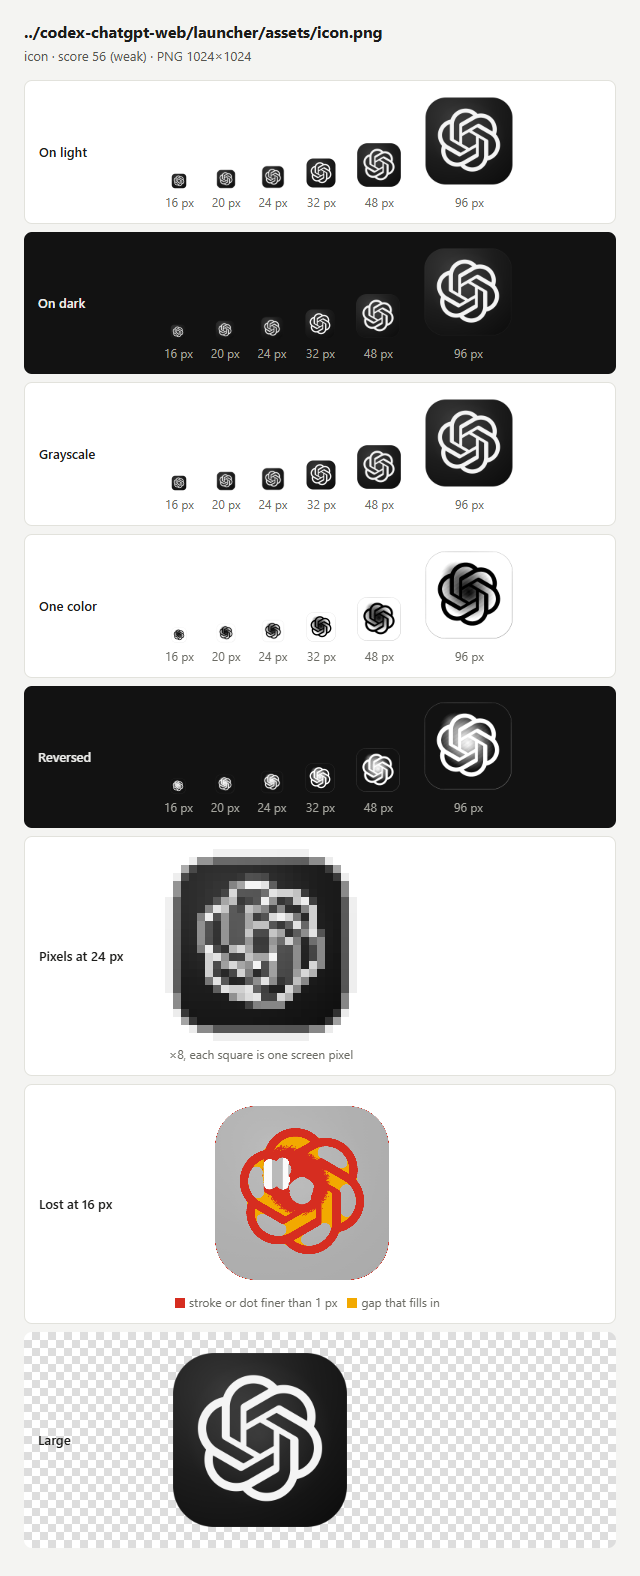 ../codex-chatgpt-web/launcher/assets/icon.png
icon · score 56 (weak) · PNG 1024×1024
On light
16 px 20 px 24 px 32 px 48 px 96 px
On dark
16 px 20 px 24 px 32 px 48 px 96 px
Grayscale
16 px 20 px 24 px 32 px 48 px 96 px
One color
16 px 20 px 24 px 32 px 48 px 96 px
Reversed
16 px 20 px 24 px 32 px 48 px 96 px
Pixels at 24 px
×8, each square is one screen pixel
Lost at 16 px
stroke or dot finer than 1 px gap that fills in
Large